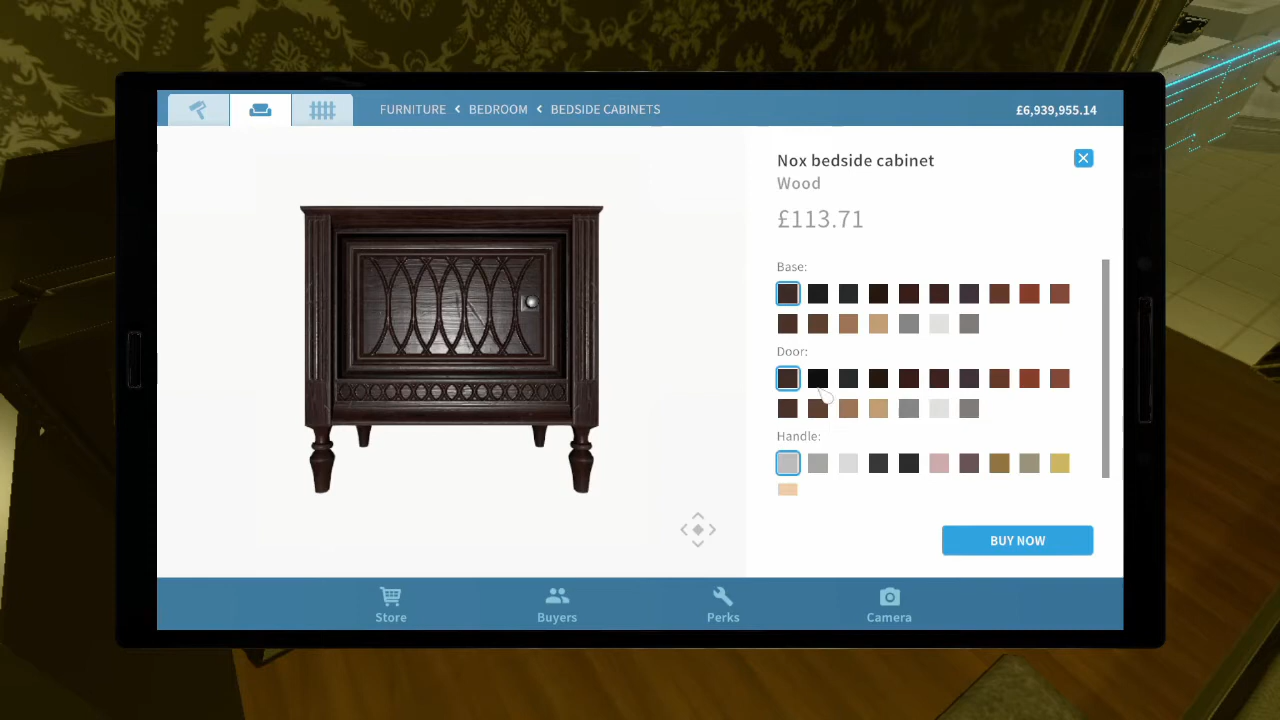 FURNITURE < BEDROOM < BEDSIDE CABINETS
£6,939,955.14
Nox bedside cabinet
Wood
£113.71
Base:
Door:
Handle:
BUY NOW
Store
Buyers
Perks
Camera